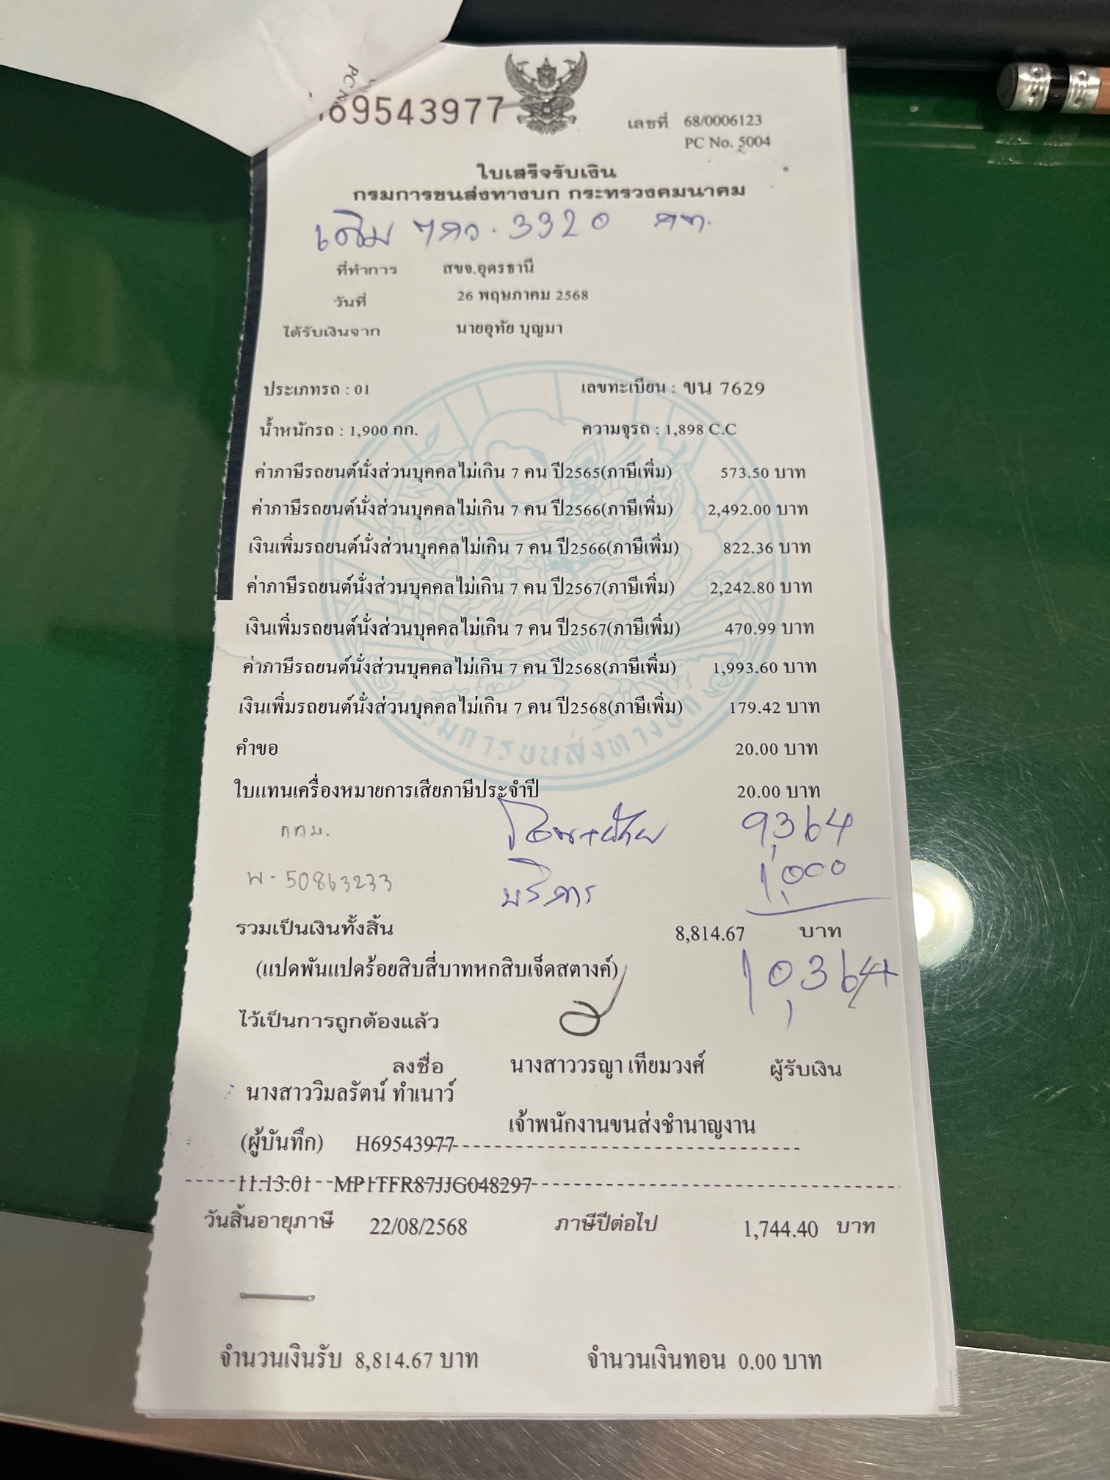 69543977
เลขที่ 68/0006123
PC No. 5004
ใบเสร็จรับเงิน
กรมการขนส่งทางบก กระทรวงคมนาคม
เดิม 7กว. 3320 กท.
ที่ทำการ สขจ.อุดรธานี
วันที่ 26 พฤษภาคม 2568
ได้รับเงินจาก นายอุทัย บุญมา
ประเภทรถ : 01 เลขทะเบียน : ขน 7629
น้ำหนักรถ : 1,900 กก. ความจุรถ : 1,898 C.C
ค่าภาษีรถยนต์นั่งส่วนบุคคลไม่เกิน 7 คน ปี2565(ภาษีเพิ่ม) 573.50 บาท
ค่าภาษีรถยนต์นั่งส่วนบุคคลไม่เกิน 7 คน ปี2566(ภาษีเพิ่ม) 2,492.00 บาท
เงินเพิ่มรถยนต์นั่งส่วนบุคคลไม่เกิน 7 คน ปี2566(ภาษีเพิ่ม) 822.36 บาท
ค่าภาษีรถยนต์นั่งส่วนบุคคลไม่เกิน 7 คน ปี2567(ภาษีเพิ่ม) 2,242.80 บาท
เงินเพิ่มรถยนต์นั่งส่วนบุคคลไม่เกิน 7 คน ปี2567(ภาษีเพิ่ม) 470.99 บาท
ค่าภาษีรถยนต์นั่งส่วนบุคคลไม่เกิน 7 คน ปี2568(ภาษีเพิ่ม) 1,993.60 บาท
เงินเพิ่มรถยนต์นั่งส่วนบุคคลไม่เกิน 7 คน ปี2568(ภาษีเพิ่ม) 179.42 บาท
กรมการขนส่งทางบก
คำขอ 20.00 บาท
ใบแทนเครื่องหมายการเสียภาษีประจำปี 20.00 บาท
กทม. 9,364
พ-50863233 บริการ 1,000
รวมเป็นเงินทั้งสิ้น 8,814.67 บาท
(แปดพันแปดร้อยสิบสี่บาทหกสิบเจ็ดสตางค์) 10,364
ไว้เป็นการถูกต้องแล้ว
ลงชื่อ นางสาววรญา เทียมวงศ์ ผู้รับเงิน
นางสาววิมลรัตน์ ทำเนาว์
เจ้าพนักงานขนส่งชำนาญงาน
(ผู้บันทึก) H69543977
11:13:01 MP1TFR87JJG048297
วันสิ้นอายุภาษี 22/08/2568 ภาษีปีต่อไป 1,744.40 บาท
จำนวนเงินรับ 8,814.67 บาท จำนวนเงินทอน 0.00 บาท